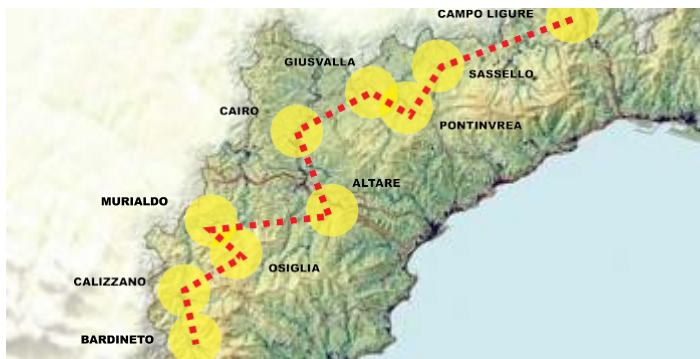 CAMPO LIGURE
GIUSVALLA
SASSELLO
CAIRO
PONTINVREA
ALTARE
MURIALDO
OSIGLIA
CALIZZANO
BARDINETO